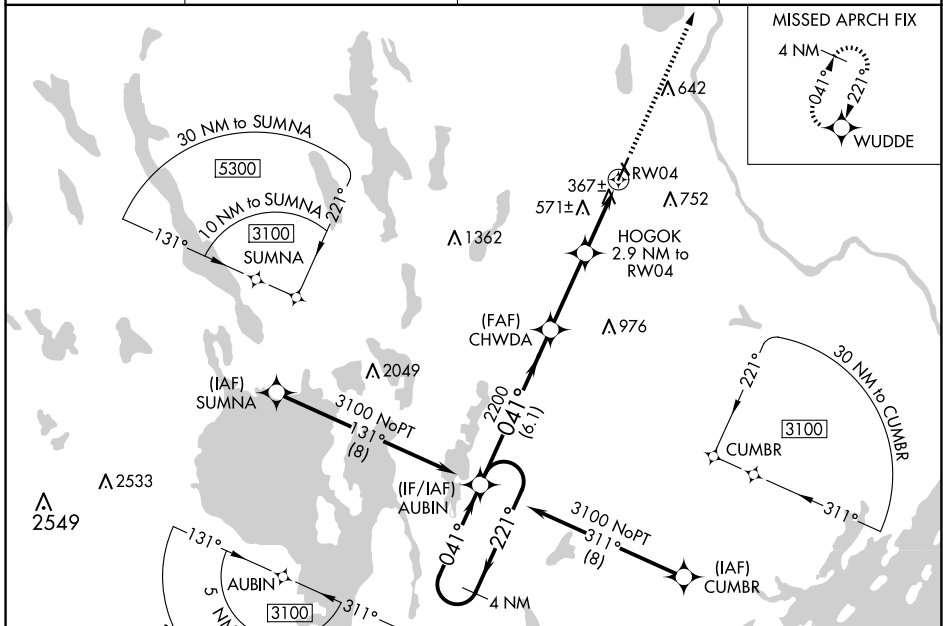 MISSED APRCH FIX
4 NM
041°
221°
WUDDE
642
30 NM to SUMNA
5300
10 NM to SUMNA
3100
221°
131°
SUMNA
RW04
367±
571±
752
1362
HOGOK
2.9 NM to
RW04
(FAF)
CHWDA
976
2049
(IAF)
SUMNA
3100 NoPT
131°
(8)
2200
041°
(6.1)
30 NM to CUMBR
221°
3100
CUMBR
311°
2533
2549
(IF/IAF)
AUBIN
041°
221°
4 NM
3100 NoPT
311°
(8)
(IAF)
CUMBR
131°
AUBIN
5 NM
3100
311°